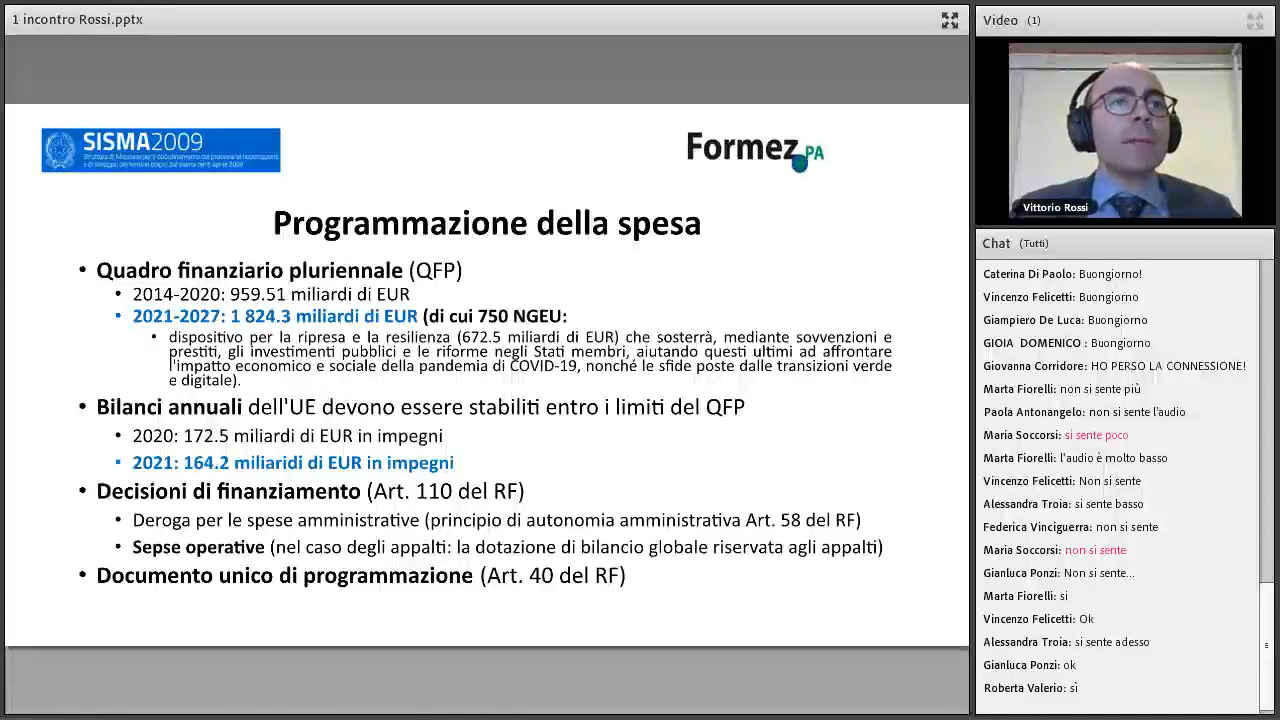 1 incontro Rossi.pptx
SISMA2009
Formez PA
Programmazione della spesa
• Quadro finanziario pluriennale (QFP)
• 2014-2020: 959.51 miliardi di EUR
• 2021-2027: 1 824.3 miliardi di EUR (di cui 750 NGEU:
• dispositivo per la ripresa e la resilienza (672.5 miliardi di EUR) che sosterrà, mediante sovvenzioni e
prestiti, gli investimenti pubblici e le riforme negli Stati membri, aiutando questi ultimi ad affrontare
l'impatto economico e sociale della pandemia di COVID-19, nonché le sfide poste dalle transizioni verde
e digitale).
• Bilanci annuali dell'UE devono essere stabiliti entro i limiti del QFP
• 2020: 172.5 miliardi di EUR in impegni
• 2021: 164.2 miliaridi di EUR in impegni
• Decisioni di finanziamento (Art. 110 del RF)
• Deroga per le spese amministrative (principio di autonomia amministrativa Art. 58 del RF)
• Sepse operative (nel caso degli appalti: la dotazione di bilancio globale riservata agli appalti)
• Documento unico di programmazione (Art. 40 del RF)
Video (1)
Vittorio Rossi
Chat (Tutti)
Caterina Di Paolo: Buongiorno!
Vincenzo Felicetti: Buongiorno
Giampiero De Luca: Buongiorno
GIOIA DOMENICO : Buongiorno
Giovanna Corridore: HO PERSO LA CONNESSIONE!
Marta Fiorelli: non si sente più
Paola Antonangelo: non si sente l'audio
Maria Soccorsi: si sente poco
Marta Fiorelli: l'audio è molto basso
Vincenzo Felicetti: Non si sente
Alessandra Troia: si sente basso
Federica Vinciguerra: non si sente
Maria Soccorsi: non si sente
Gianluca Ponzi: Non si sente...
Marta Fiorelli: si
Vincenzo Felicetti: Ok
Alessandra Troia: si sente adesso
Gianluca Ponzi: ok
Roberta Valerio: sì